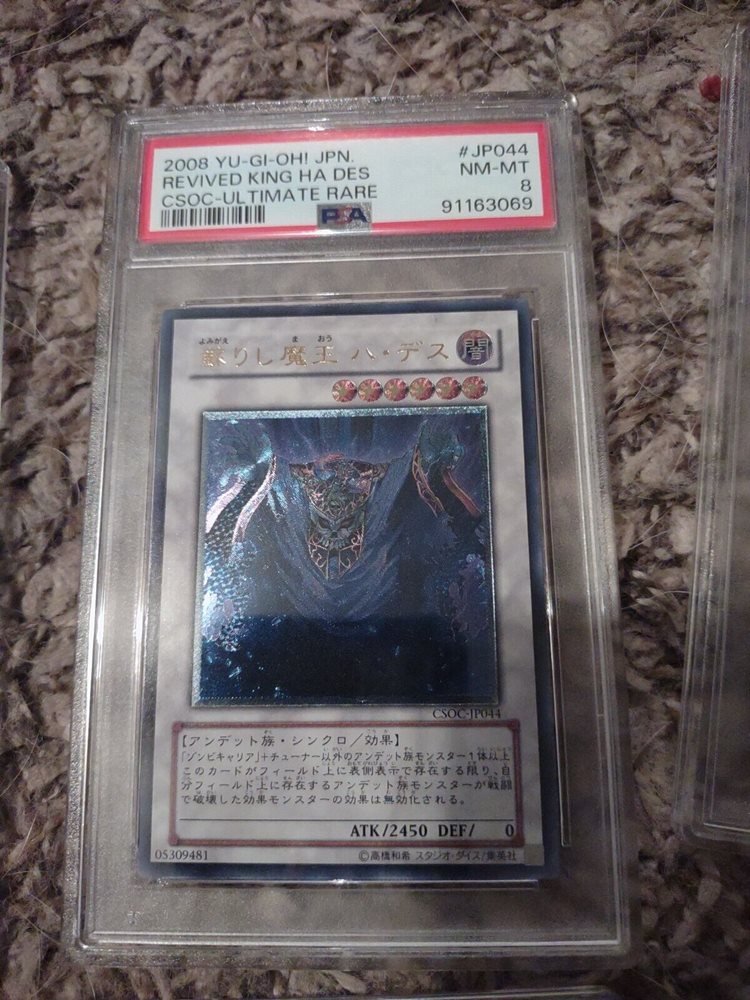 2008 YU-GI-OH! JPN. #JP044
REVIVED KING HA DES NM-MT
CSOC-ULTIMATE RARE 8
PSA 91163069
よみがえ ま おう
蘇りし魔王 ハ・デス 闇
CSOC-JP044
【アンデット族・シンクロ/効果】
「ゾンビキャリア」+チューナー以外のアンデット族モンスター1体以上
このカードがフィールド上に表側表示で存在する限り、自
分フィールド上に存在するアンデット族モンスターが戦闘
で破壊した効果モンスターの効果は無効化される。
ATK/2450 DEF/ 0
05309481 ©高橋和希 スタジオ・ダイス/集英社